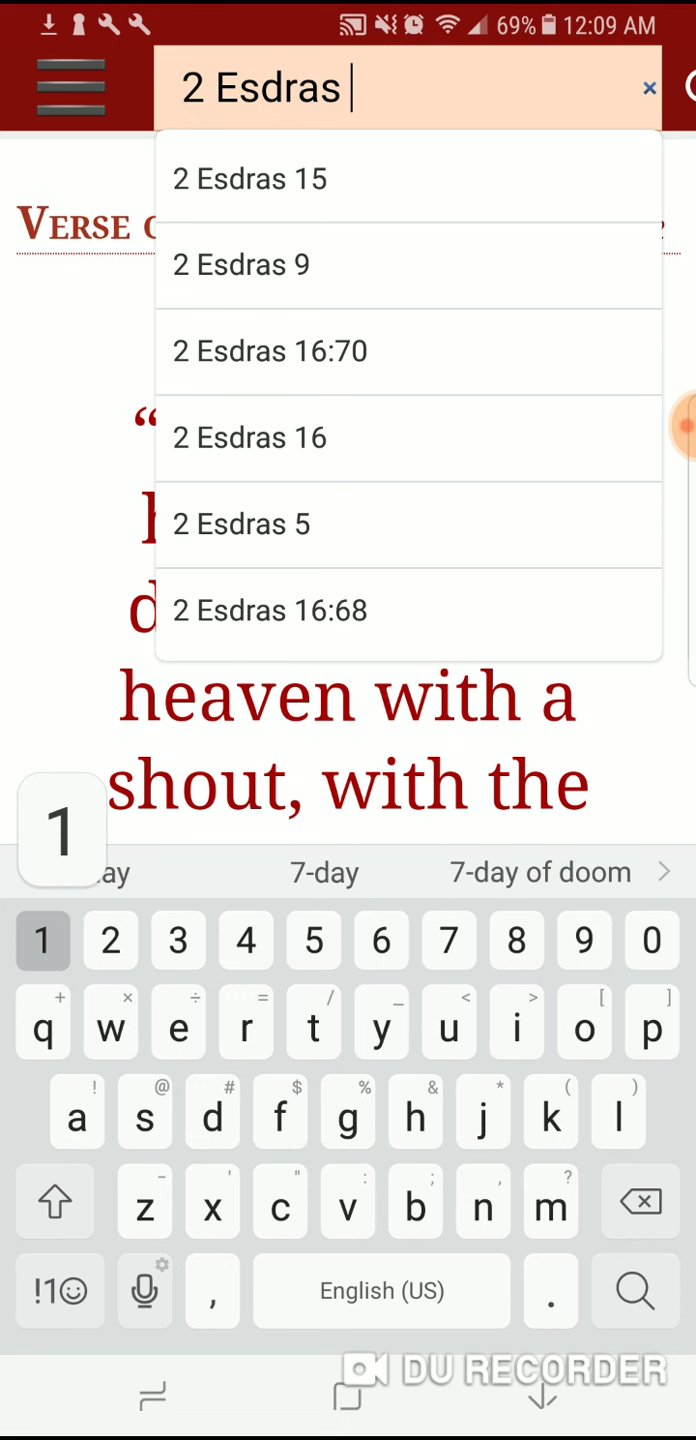 69% 12:09 AM
2 Esdras
×
2 Esdras 15
VERSE
2 Esdras 9
2 Esdras 16:70
2 Esdras 16
2 Esdras 5
2 Esdras 16:68
heaven with a
shout, with the
1
7-day 7-day of doom >
1 2 3 4 5 6 7 8 9 0
+ × ÷ = / _ < > [ ]
q w e r t y u i o p
! @ # $ % & * ( )
a s d f g h j k l
- ' " : ; , ?
z x c v b n m
!1☺ , English (US) .
DU RECORDER